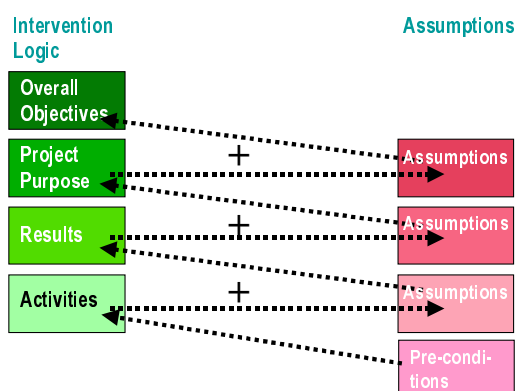 Intervention
Logic
Assumptions
Overall
Objectives
Project
Purpose
+
Assumptions
Results
+
Assumptions
Activities
+
Assumptions
Pre-condi-
tions